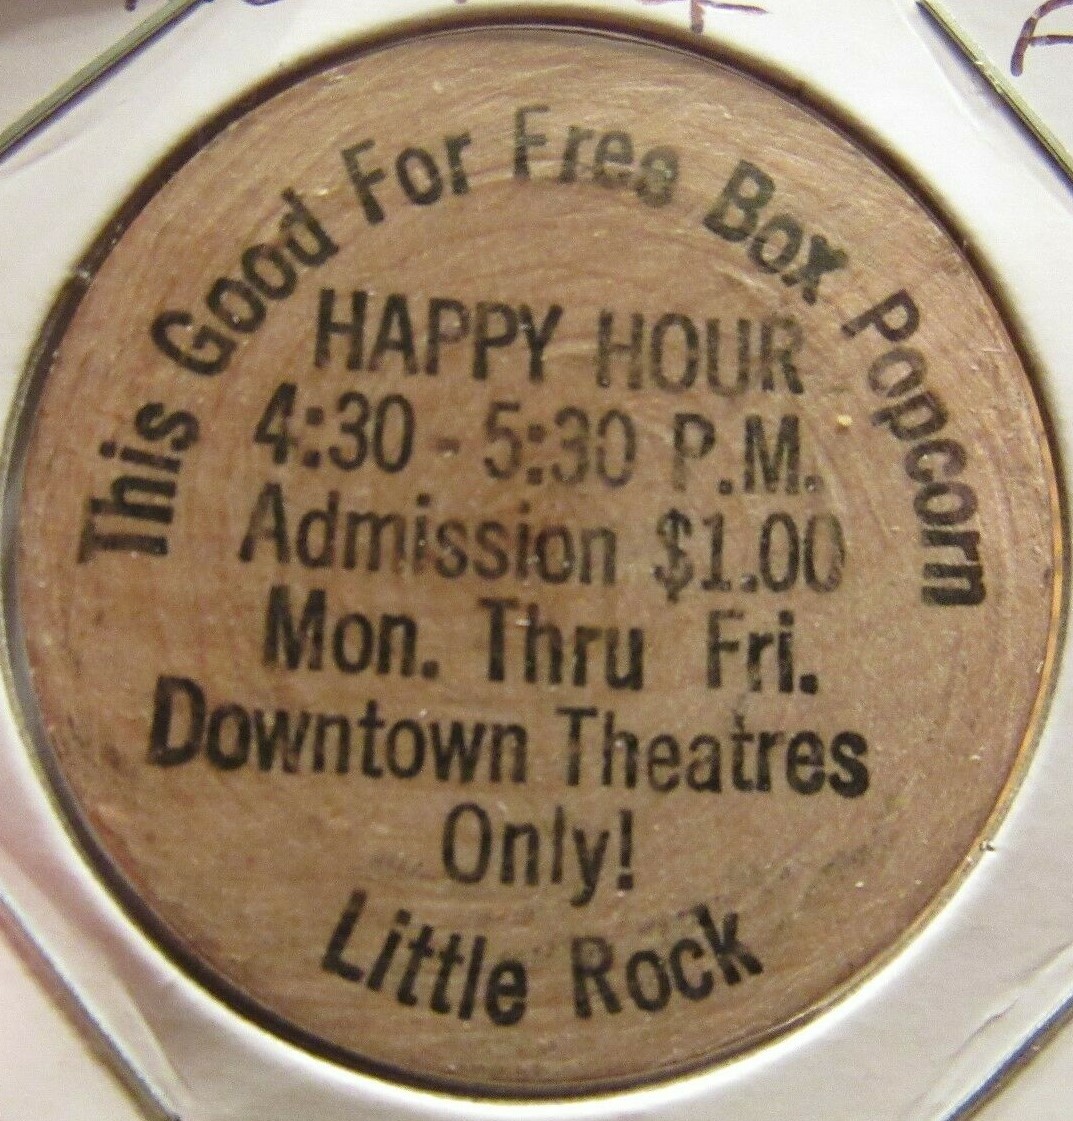 This Good For Free Box Popcorn
HAPPY HOUR
4:30 - 5:30 P.M.
Admission $1.00
Mon. Thru Fri.
Downtown Theatres
Only!
Little Rock